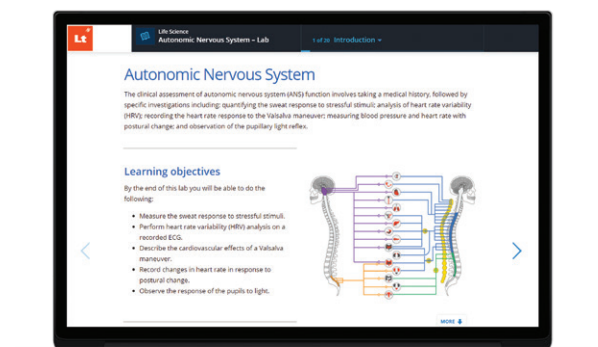 Lt
Life Science
Autonomic Nervous System – Lab
1 of 20 Introduction
Autonomic Nervous System
The clinical assessment of autonomic nervous system (ANS) function involves taking a medical history, followed by
specific investigations including: quantifying the sweat response to stressful stimuli; analysis of heart rate variability
(HRV); recording the heart rate response to the Valsalva maneuver; measuring blood pressure and heart rate with
postural change; and observation of the pupillary light reflex.
Learning objectives
By the end of this lab you will be able to do the
following:
• Measure the sweat response to stressful stimuli.
• Perform heart rate variability (HRV) analysis on a
recorded ECG.
• Describe the cardiovascular effects of a Valsalva
maneuver.
• Record changes in heart rate in response to
postural change.
• Observe the response of the pupils to light.
MORE